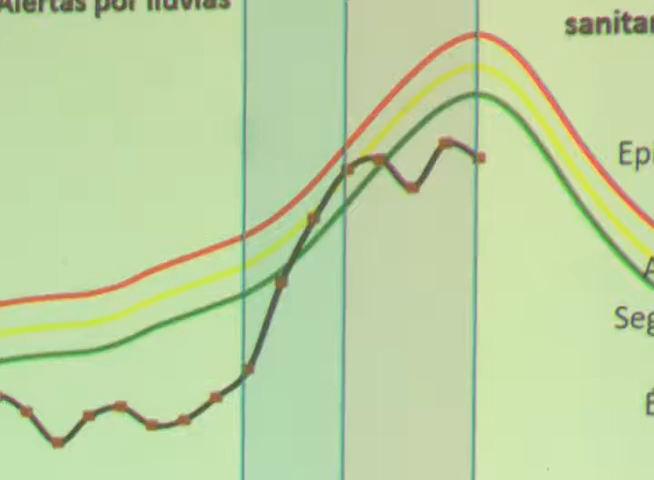 Alertas por lluvias
sanitar
Epi
A
Seg
É